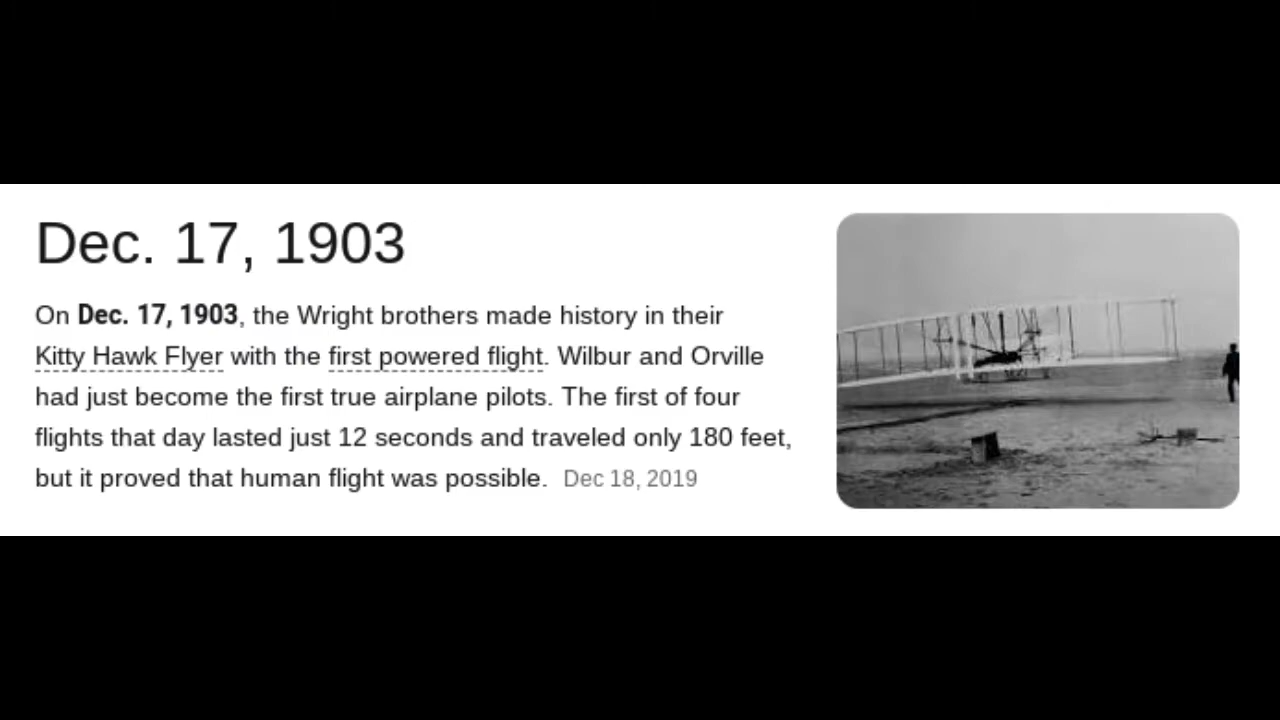 Dec. 17, 1903
On Dec. 17, 1903, the Wright brothers made history in their
Kitty Hawk Flyer with the first powered flight. Wilbur and Orville
had just become the first true airplane pilots. The first of four
flights that day lasted just 12 seconds and traveled only 180 feet,
but it proved that human flight was possible. Dec 18, 2019